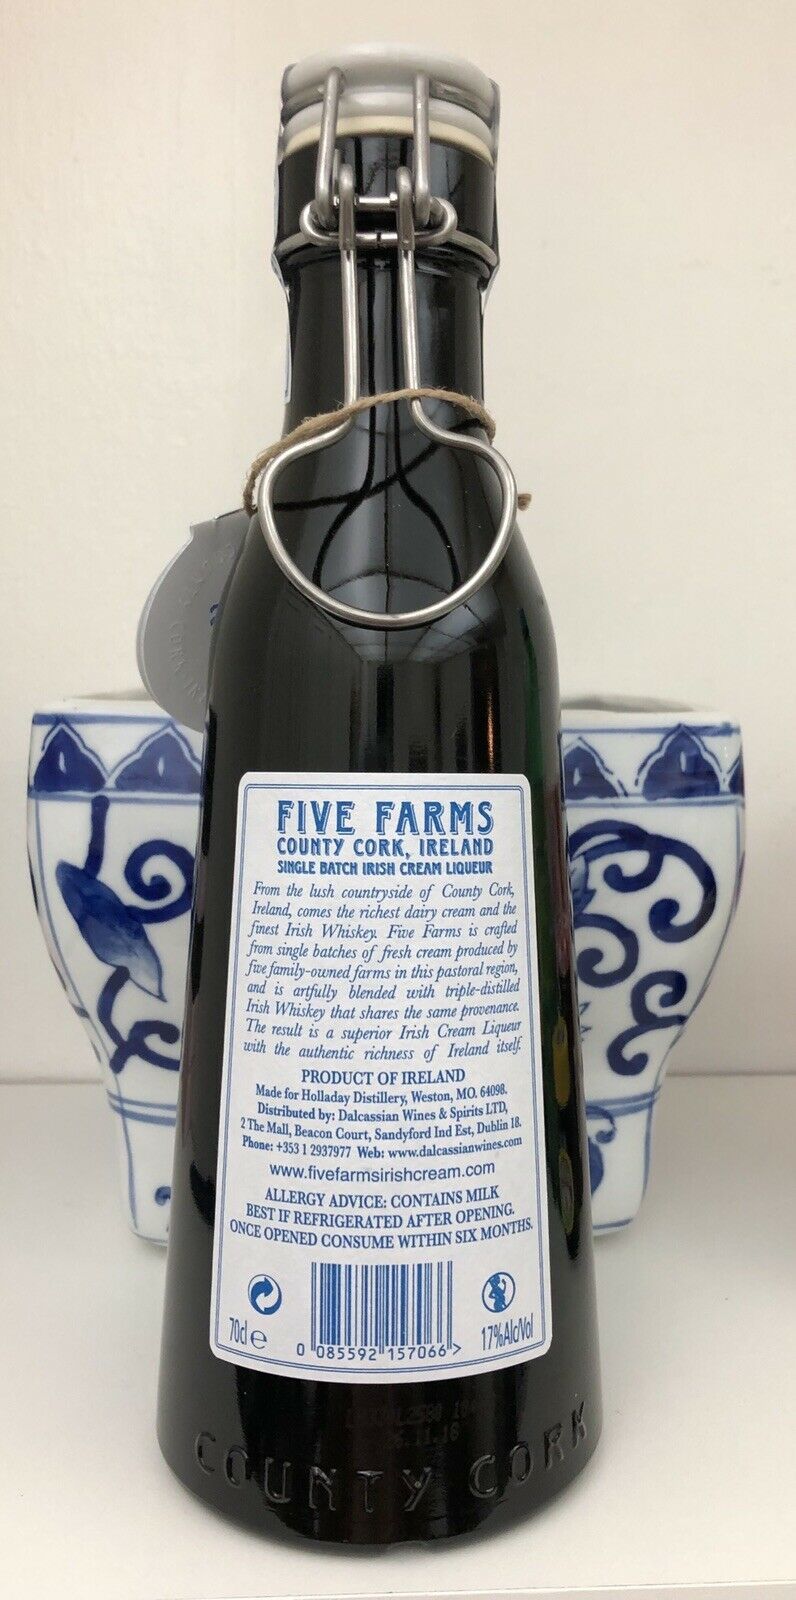 FIVE FARMS
COUNTY CORK, IRELAND
SINGLE BATCH IRISH CREAM LIQUEUR
From the lush countryside of County Cork,
Ireland, comes the richest dairy cream and the
finest Irish Whiskey. Five Farms is crafted
from single batches of fresh cream produced by
five family-owned farms in this pastoral region,
and is artfully blended with triple-distilled
Irish Whiskey that shares the same provenance.
The result is a superior Irish Cream Liqueur
with the authentic richness of Ireland itself.
PRODUCT OF IRELAND
Made for Holladay Distillery, Weston, MO. 64098.
Distributed by: Dalcassian Wines & Spirits LTD,
2 The Mall, Beacon Court, Sandyford Ind Est, Dublin 18.
Phone: +353 1 2937977 Web: www.dalcassianwines.com
www.fivefarmsirishcream.com
ALLERGY ADVICE: CONTAINS MILK
BEST IF REFRIGERATED AFTER OPENING.
ONCE OPENED CONSUME WITHIN SIX MONTHS.
70cl e 17%Alc/Vol
0 085592 157066 >
COUNTY CORK